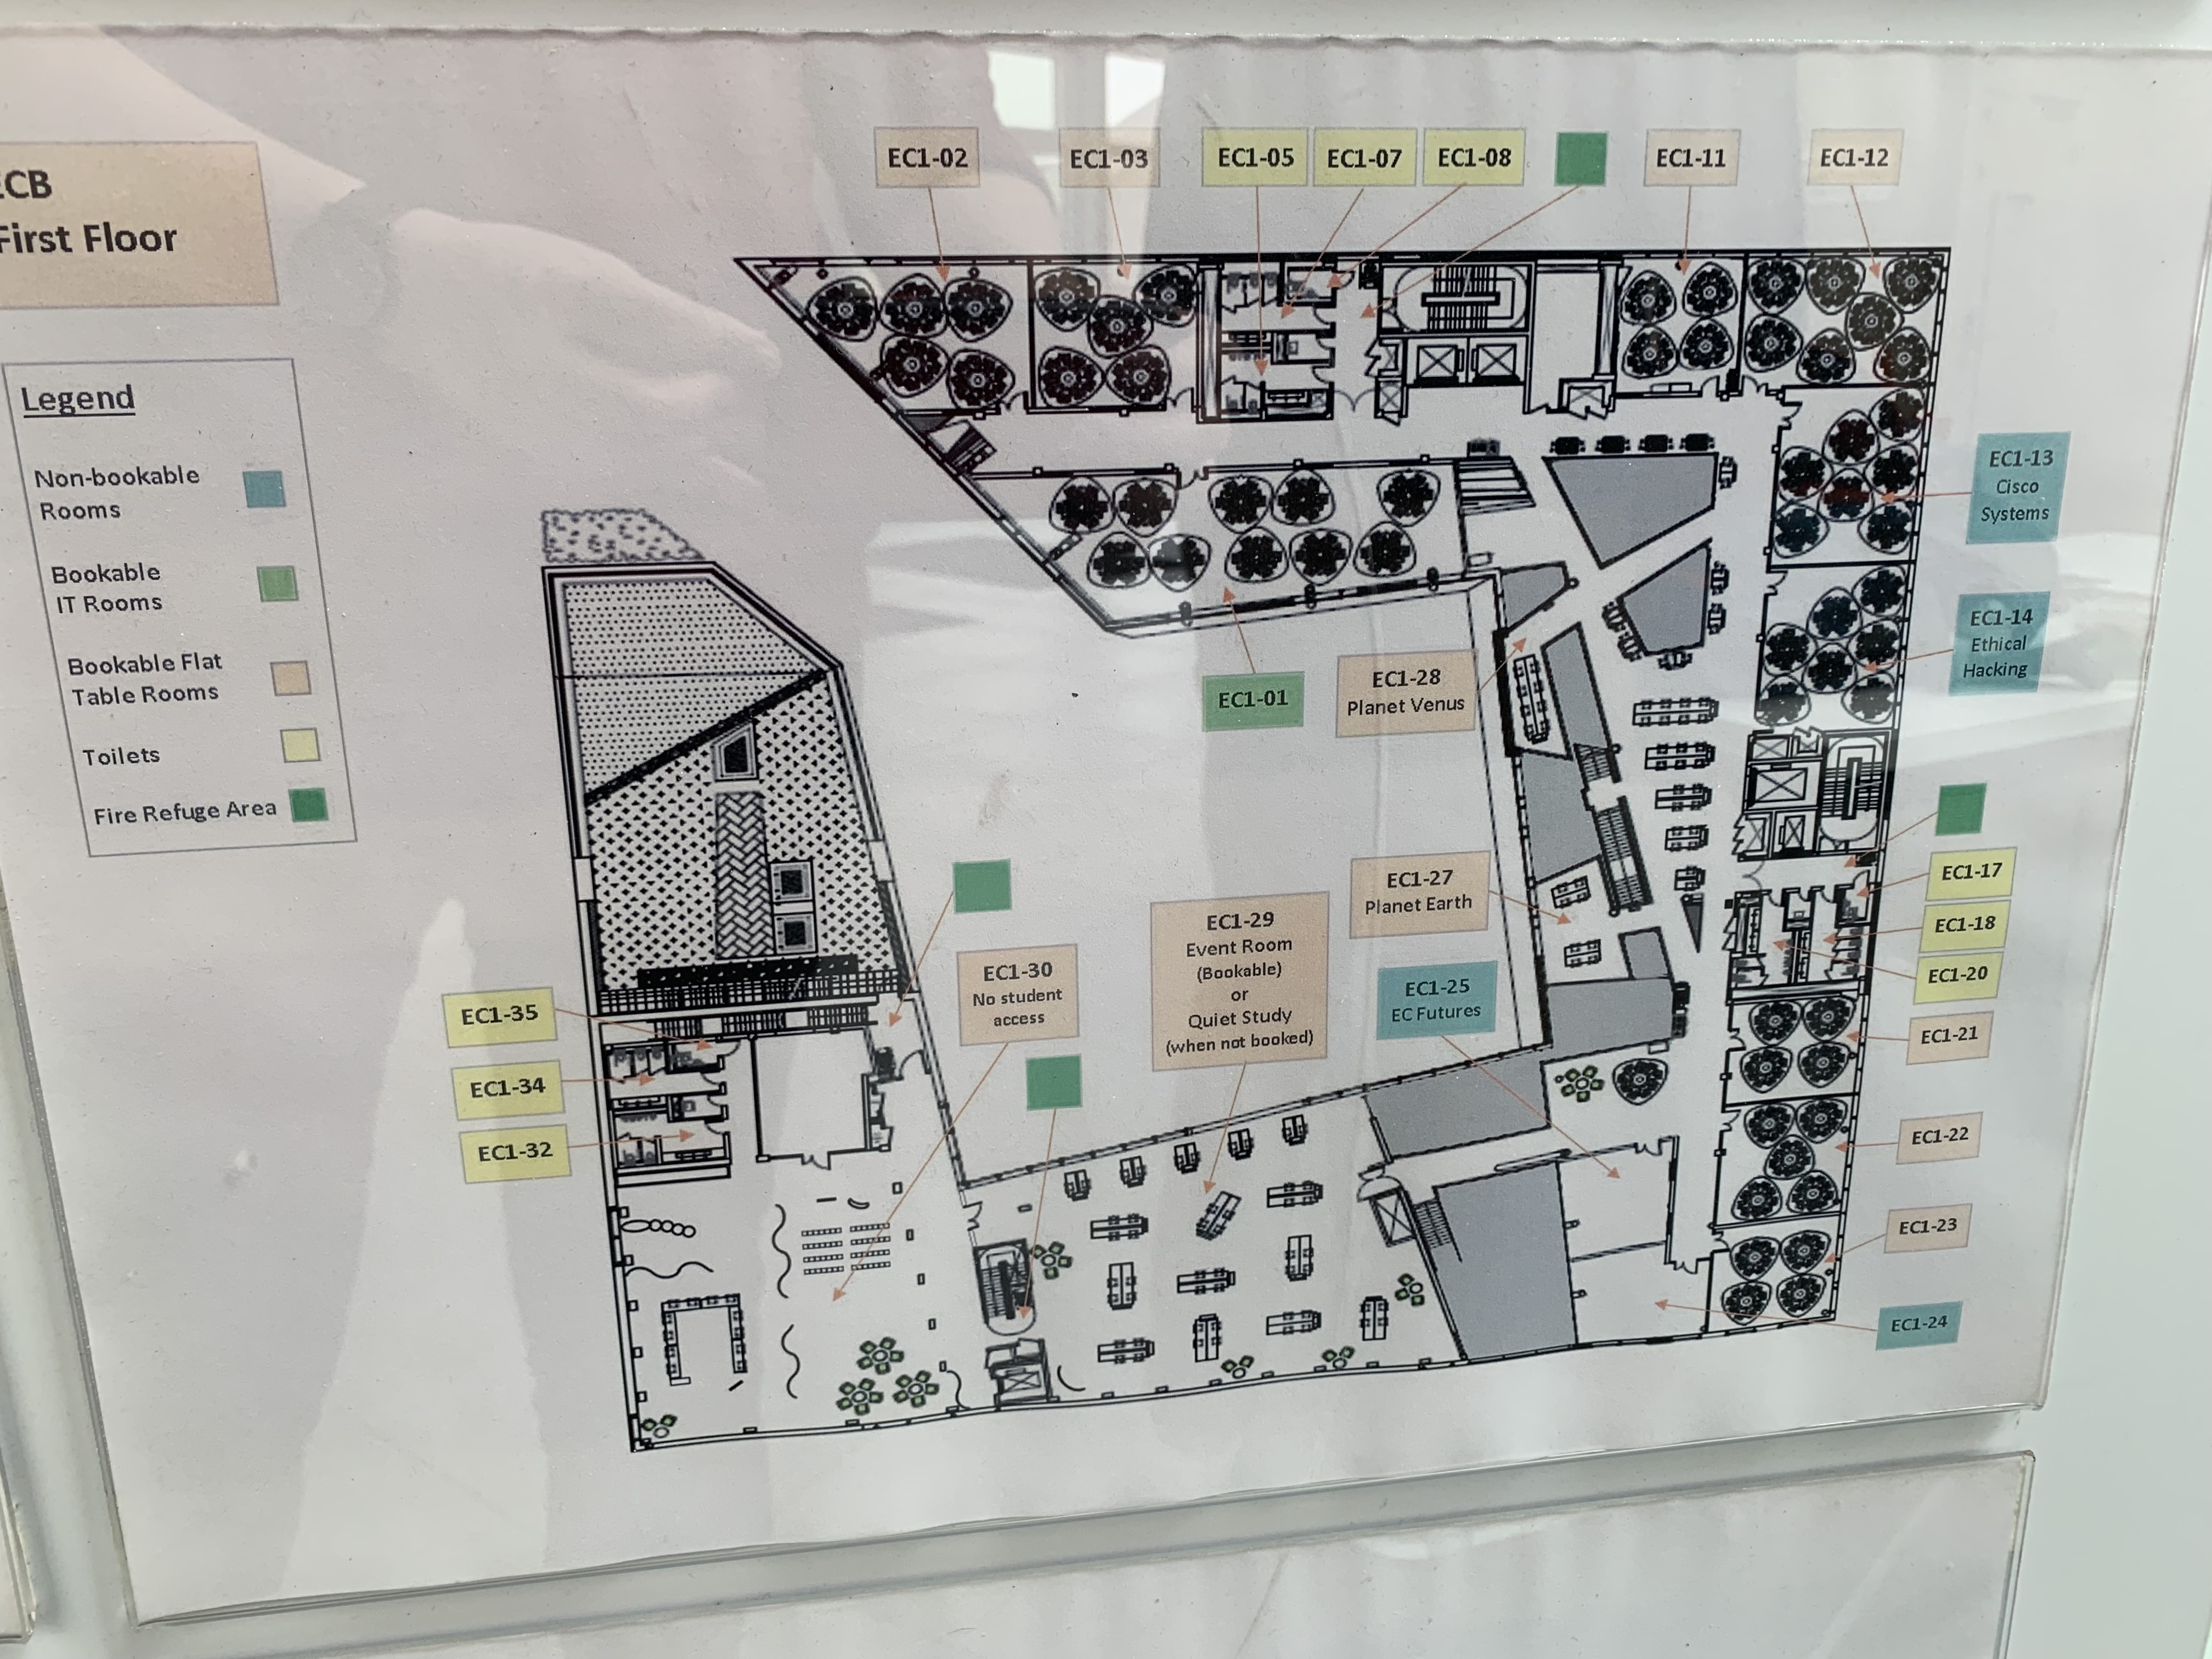 ECB
First Floor
Legend
Non-bookable
Rooms
Bookable
IT Rooms
Bookable Flat
Table Rooms
Toilets
Fire Refuge Area
EC1-02
EC1-03
EC1-05
EC1-07
EC1-08
EC1-11
EC1-12
EC1-13
Cisco
Systems
EC1-14
Ethical
Hacking
EC1-01
EC1-28
Planet Venus
EC1-27
Planet Earth
EC1-29
Event Room
(Bookable)
or
Quiet Study
(when not booked)
EC1-25
EC Futures
EC1-30
No student
access
EC1-35
EC1-34
EC1-32
EC1-17
EC1-18
EC1-20
EC1-21
EC1-22
EC1-23
EC1-24